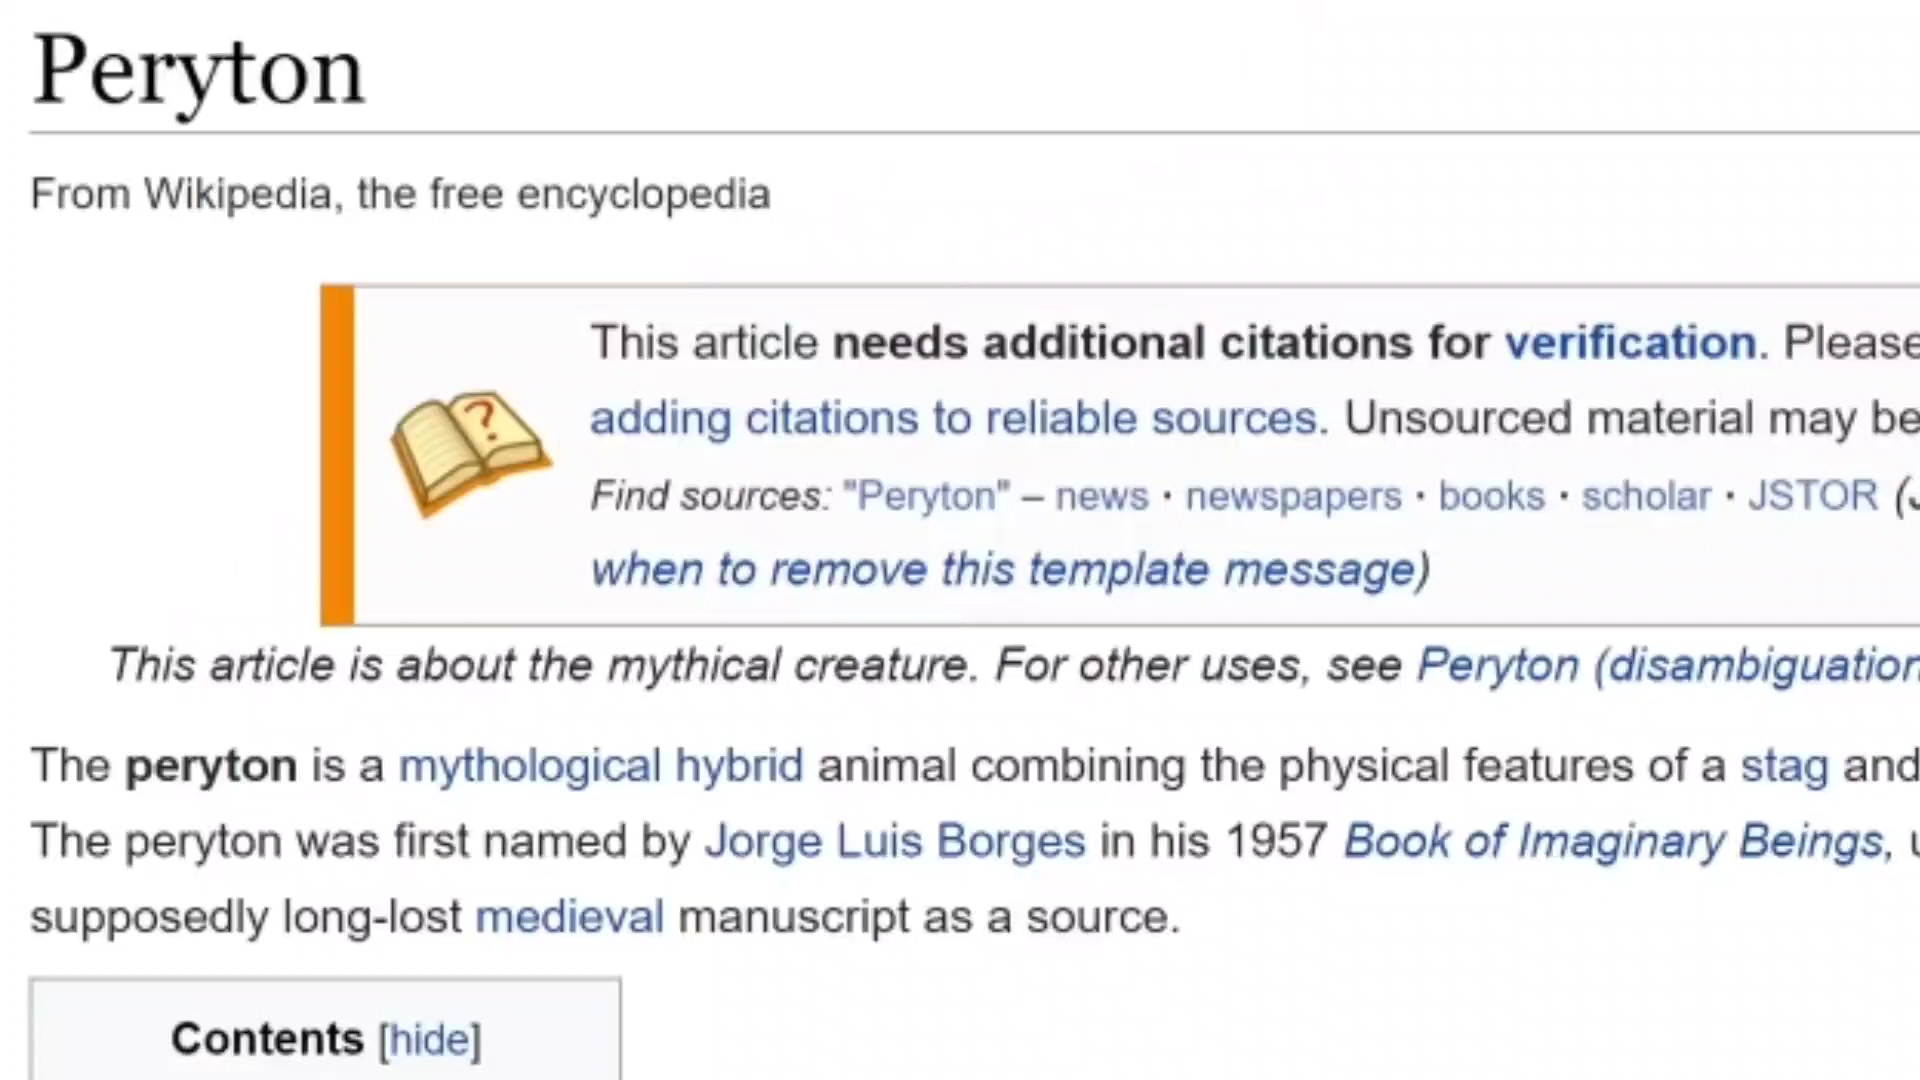 Peryton
From Wikipedia, the free encyclopedia
This article needs additional citations for verification. Please
adding citations to reliable sources. Unsourced material may be
Find sources: "Peryton" – news · newspapers · books · scholar · JSTOR (
when to remove this template message)
This article is about the mythical creature. For other uses, see Peryton (disambiguation
The peryton is a mythological hybrid animal combining the physical features of a stag and
The peryton was first named by Jorge Luis Borges in his 1957 Book of Imaginary Beings,
supposedly long-lost medieval manuscript as a source.
Contents [hide]